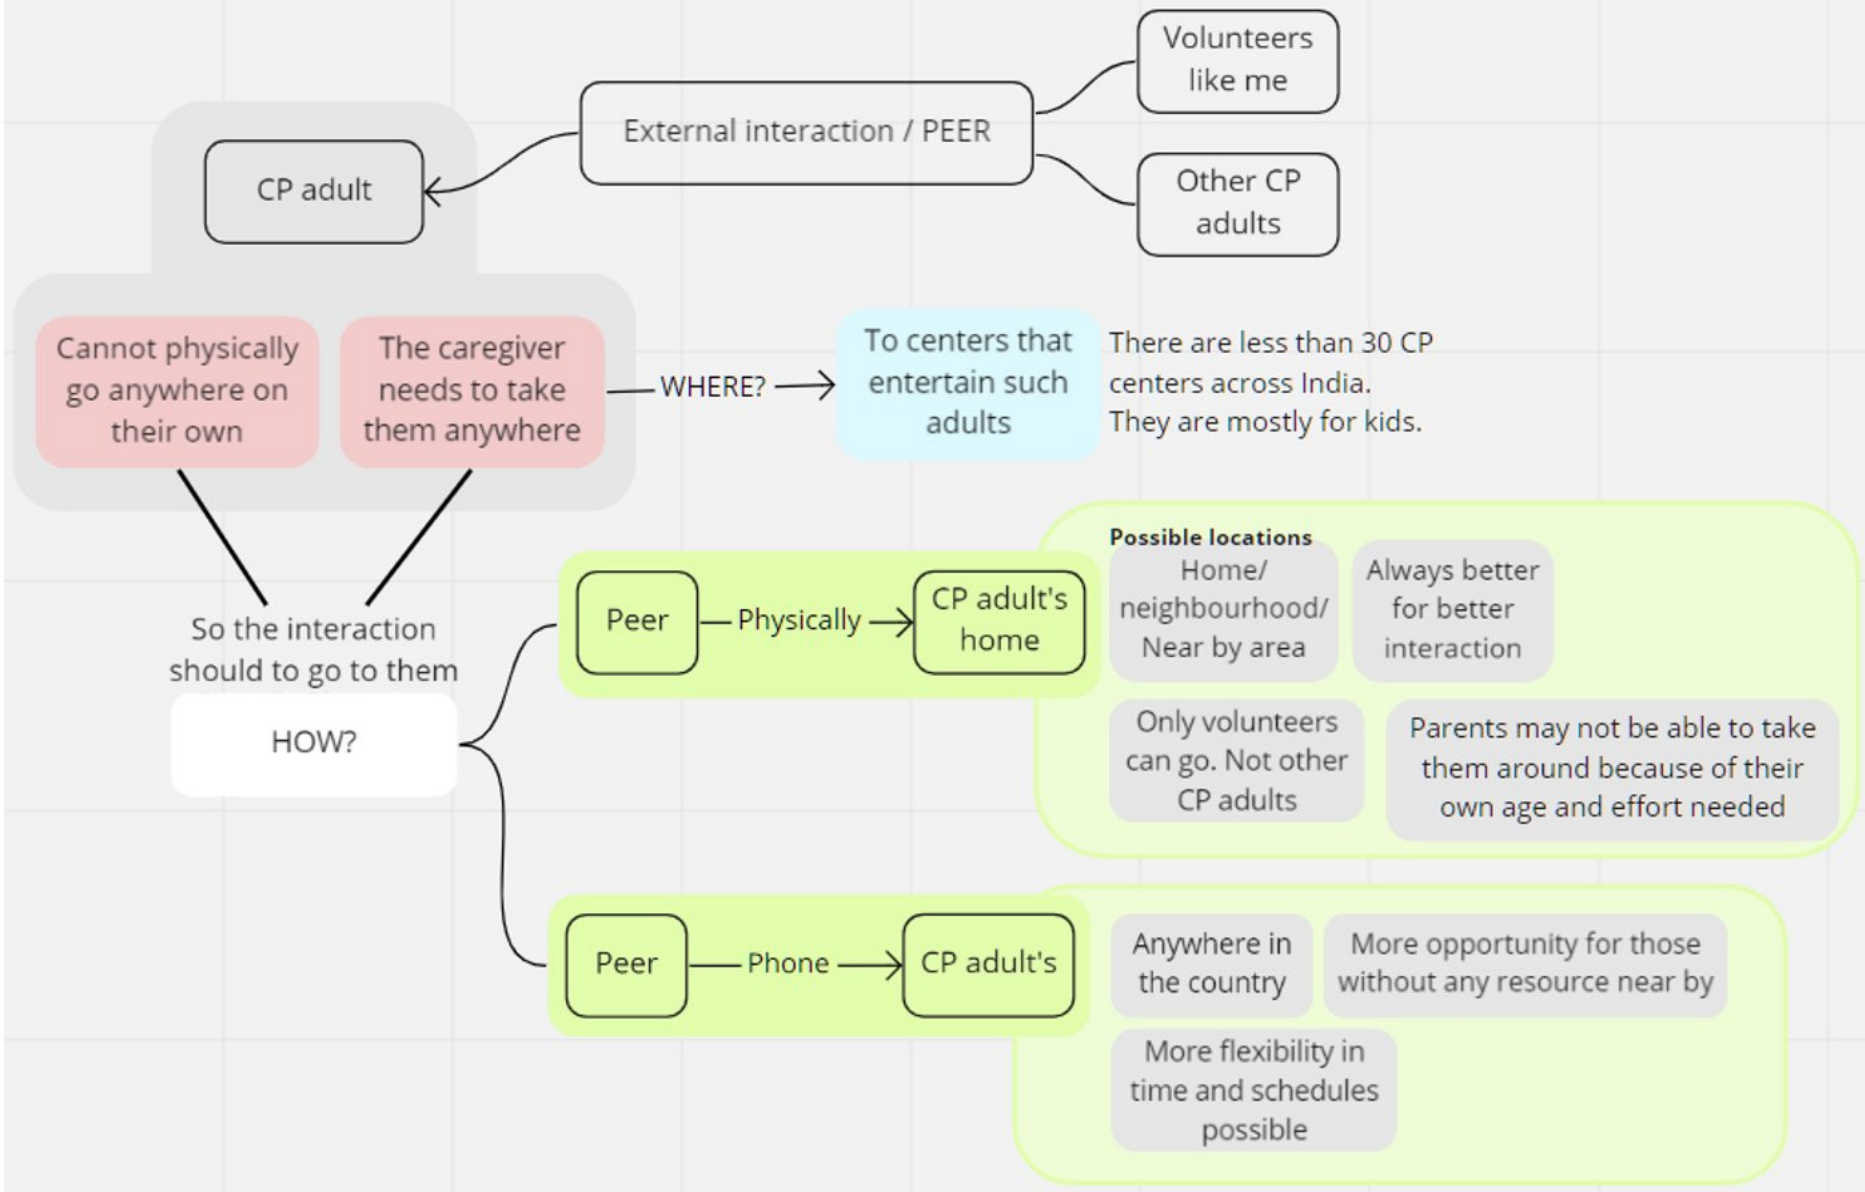 Volunteers
like me
External interaction / PEER
CP adult
Other CP
adults
Cannot physically
go anywhere on
their own
The caregiver
needs to take
them anywhere
WHERE?
To centers that
entertain such
adults
There are less than 30 CP
centers across India.
They are mostly for kids.
So the interaction
should to go to them
HOW?
Peer
Physically
CP adult's
home
Possible locations
Home/
neighbourhood/
Near by area
Always better
for better
interaction
Only volunteers
can go. Not other
CP adults
Parents may not be able to take
them around because of their
own age and effort needed
Peer
Phone
CP adult's
Anywhere in
the country
More opportunity for those
without any resource near by
More flexibility in
time and schedules
possible